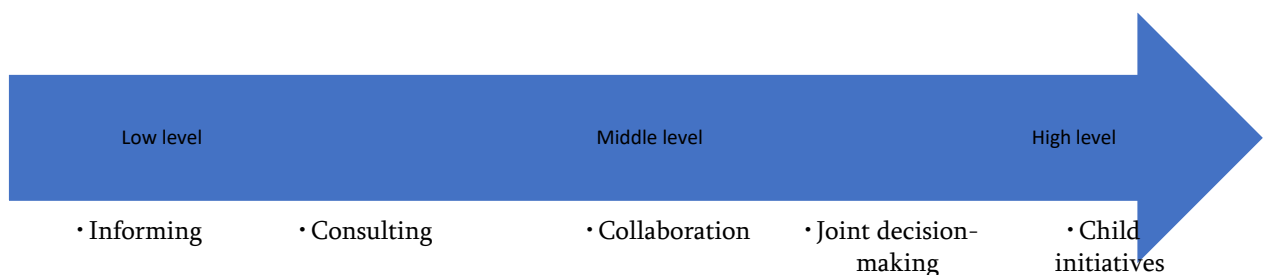 Low level Middle level High level
・Informing ・Consulting ・Collaboration ・Joint decision-making ・Child initiatives